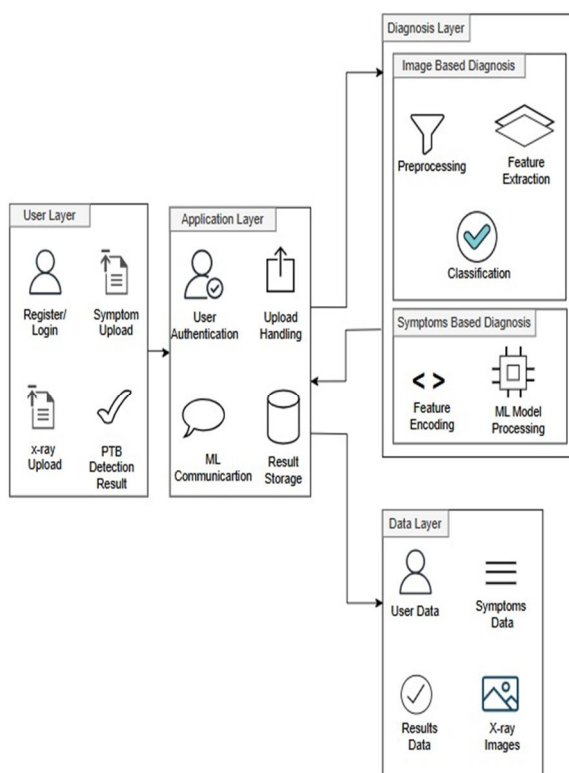 Diagnosis Layer
Image Based Diagnosis
Preprocessing
Feature
Extraction
Classification
User Layer
Register/
Login
Symptom
Upload
x-ray
Upload
PTB
Detection
Result
Application Layer
User
Authentication
Upload
Handling
ML
Communicartion
Result
Storage
Symptoms Based Diagnosis
< >
Feature
Encoding
ML Model
Processing
Data Layer
User Data
Symptoms
Data
Results
Data
X-ray
Images